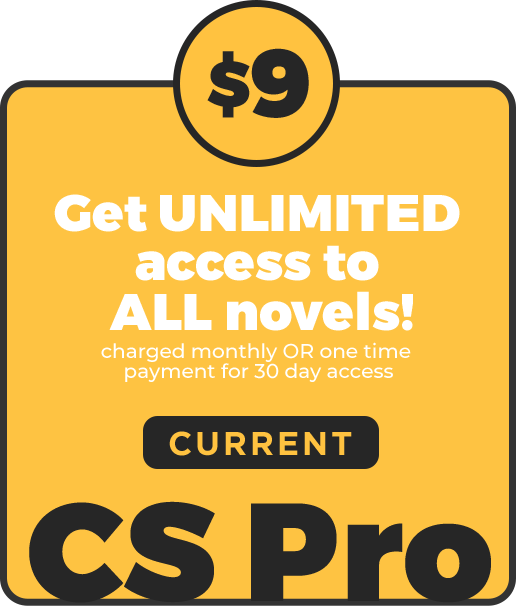 $9
Get UNLIMITED
access to
ALL novels!
charged monthly OR one time
payment for 30 day access
CURRENT
CS Pro